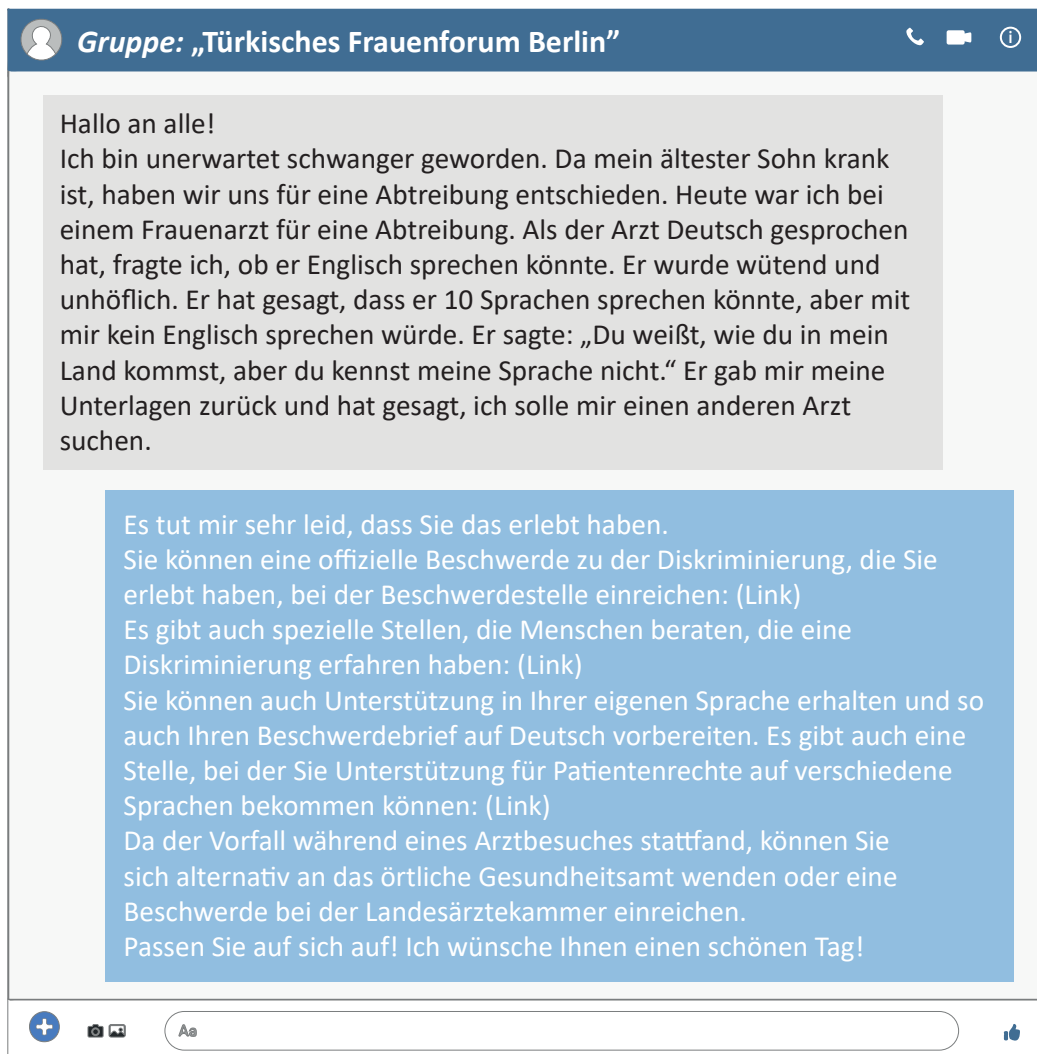 Gruppe: „Türkisches Frauenforum Berlin”
Hallo an alle!
Ich bin unerwartet schwanger geworden. Da mein ältester Sohn krank
ist, haben wir uns für eine Abtreibung entschieden. Heute war ich bei
einem Frauenarzt für eine Abtreibung. Als der Arzt Deutsch gesprochen
hat, fragte ich, ob er Englisch sprechen könnte. Er wurde wütend und
unhöflich. Er hat gesagt, dass er 10 Sprachen sprechen könnte, aber mit
mir kein Englisch sprechen würde. Er sagte: „Du weißt, wie du in mein
Land kommst, aber du kennst meine Sprache nicht.“ Er gab mir meine
Unterlagen zurück und hat gesagt, ich solle mir einen anderen Arzt
suchen.
Es tut mir sehr leid, dass Sie das erlebt haben.
Sie können eine offizielle Beschwerde zu der Diskriminierung, die Sie
erlebt haben, bei der Beschwerdestelle einreichen: (Link)
Es gibt auch spezielle Stellen, die Menschen beraten, die eine
Diskriminierung erfahren haben: (Link)
Sie können auch Unterstützung in Ihrer eigenen Sprache erhalten und so
auch Ihren Beschwerdebrief auf Deutsch vorbereiten. Es gibt auch eine
Stelle, bei der Sie Unterstützung für Patientenrechte auf verschiedene
Sprachen bekommen können: (Link)
Da der Vorfall während eines Arztbesuches stattfand, können Sie
sich alternativ an das örtliche Gesundheitsamt wenden oder eine
Beschwerde bei der Landesärztekammer einreichen.
Passen Sie auf sich auf! Ich wünsche Ihnen einen schönen Tag!
Aa